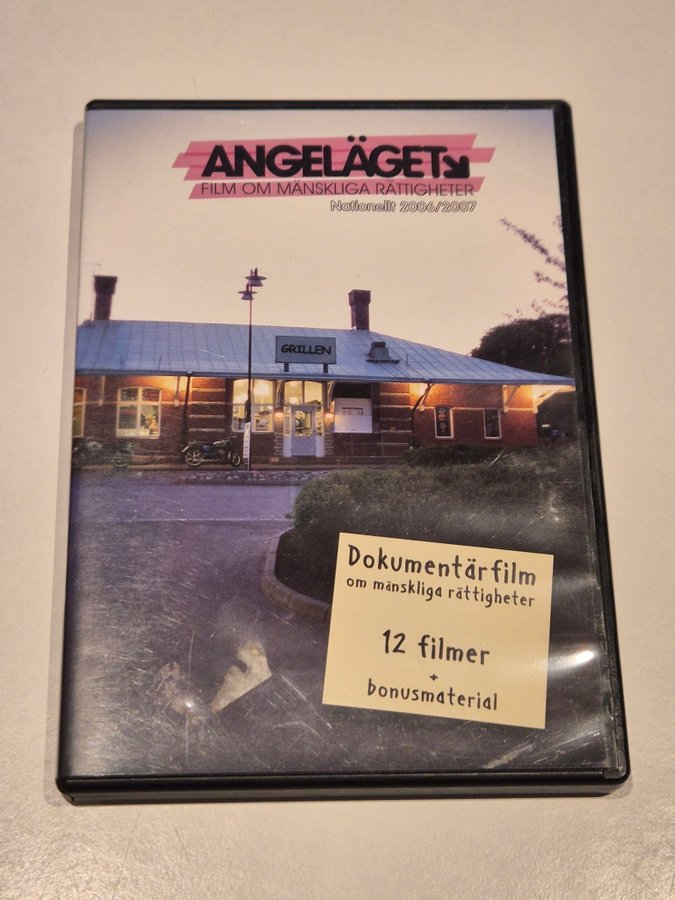 ANGELÄGET
FILM OM MÄNSKLIGA RÄTTIGHETER
Nationellt 2006/2007
GRILLEN
Dokumentärfilm
om mänskliga rättigheter
12 filmer
+
bonusmaterial